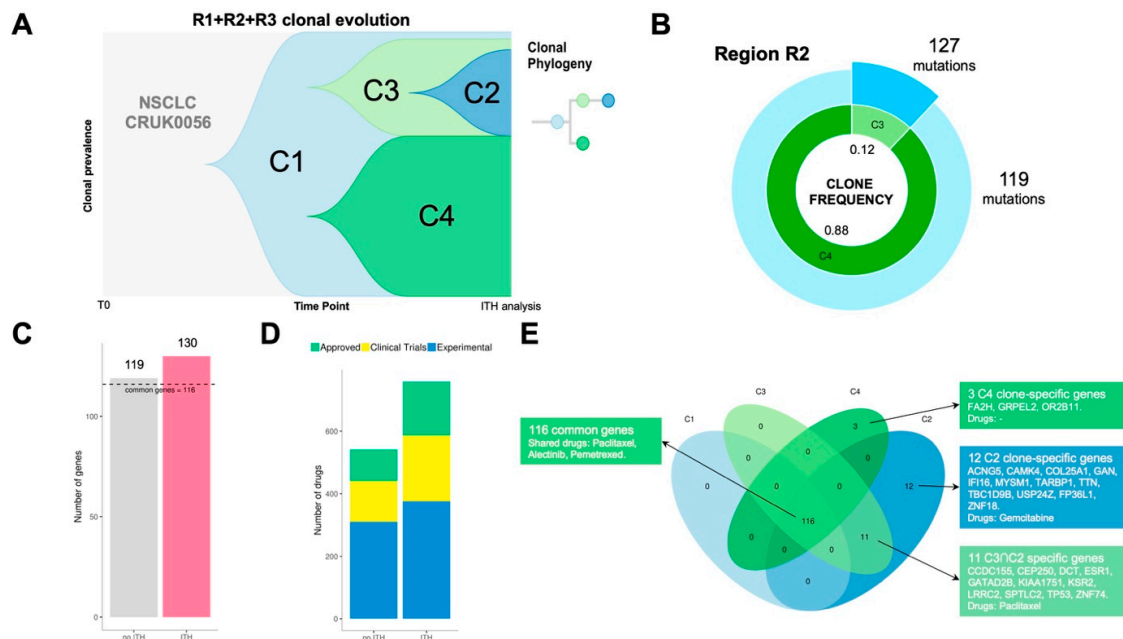 A
R1+R2+R3 clonal evolution
NSCLC
CRUK0056
C1
C3
C2
C4
Clonal prevalence
T0
Time Point
ITH analysis
Clonal
Phylogeny
B
Region R2
127
mutations
C3
0.12
CLONE
FREQUENCY
0.88
C4
119
mutations
C
119
130
common genes = 116
Number of genes
100
50
0
no ITH
ITH
D
Approved
Clinical Trials
Experimental
Number of drugs
600
400
200
0
no ITH
ITH
E
116 common genes
Shared drugs: Paclitaxel,
Alectinib, Pemetrexed.
C1
C3
C4
C2
0
0
3
12
0
0
0
0
0
116
11
0
0
0
0
3 C4 clone-specific genes
FA2H, GRPEL2, OR2B11.
Drugs: -
12 C2 clone-specific genes
ACNG5, CAMK4, COL25A1, GAN,
IFI16, MYSM1, TARBP1, TTN,
TBC1D9B, USP24Z, FP36L1,
ZNF18.
Drugs: Gemcitabine
11 C3∩C2 specific genes
CCDC155, CEP250, DCT, ESR1,
GATAD2B, KIAA1751, KSR2,
LRRC2, SPTLC2, TP53, ZNF74.
Drugs: Paclitaxel